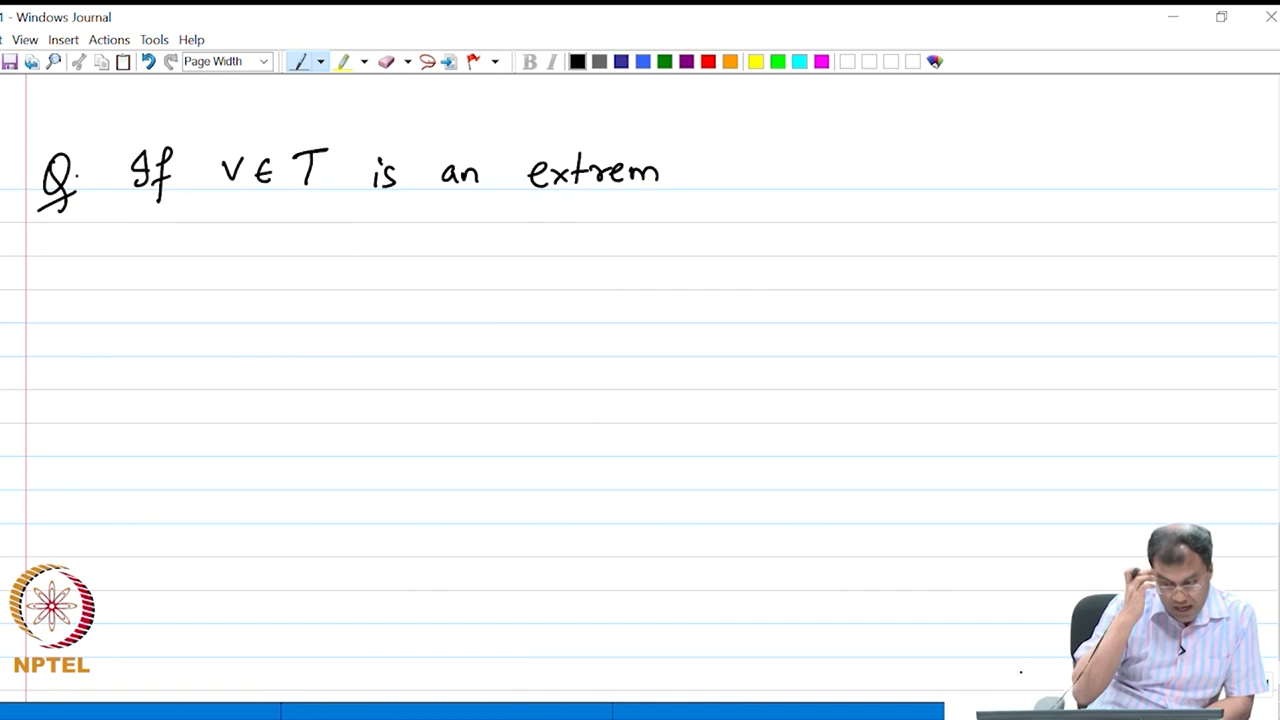 1 - Windows Journal
t View Insert Actions Tools Help
Page Width
B I
Q. If v ∈ T is an extrem
NPTEL